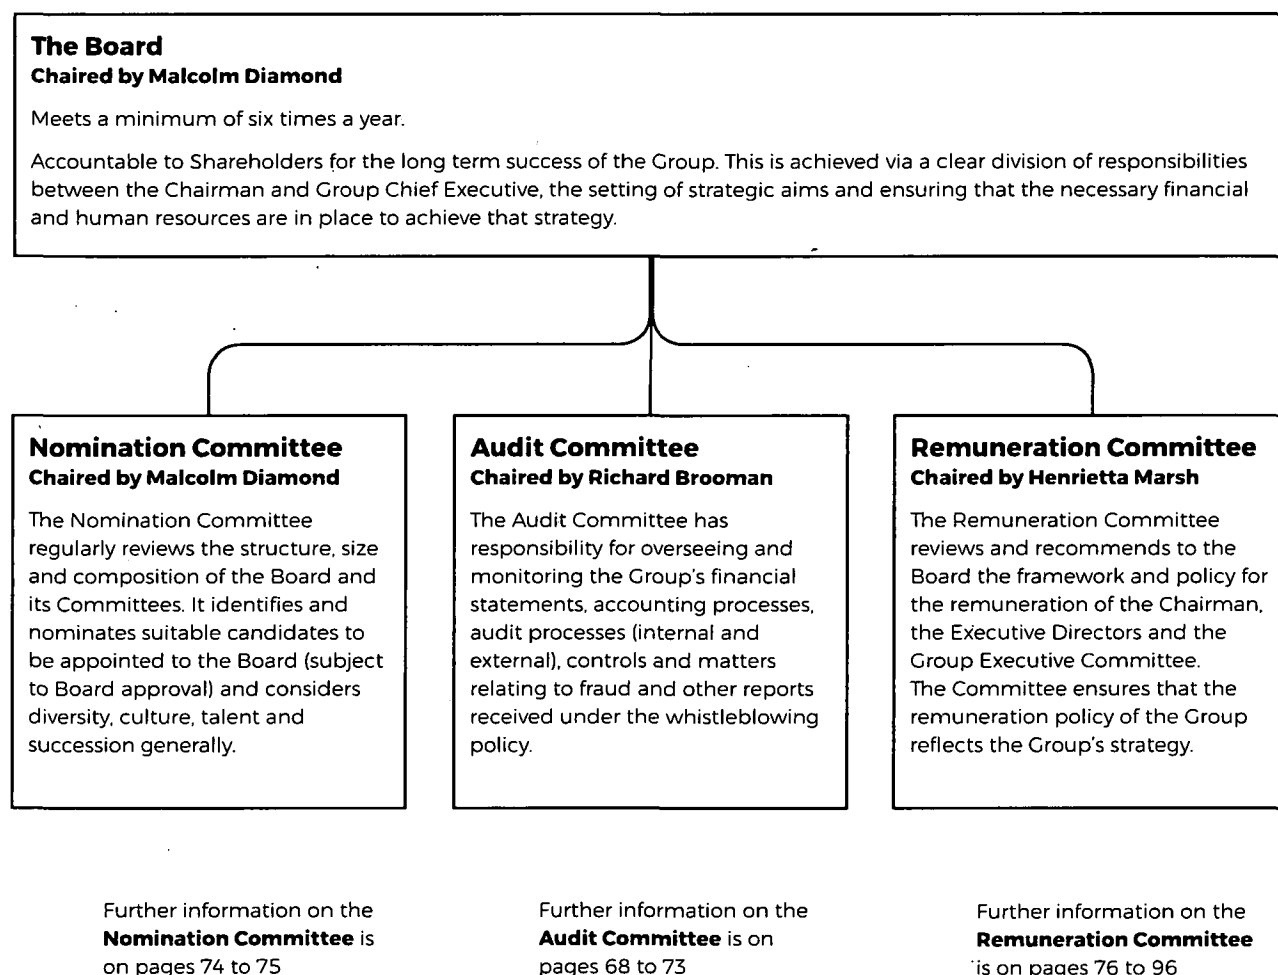 The Board
Chaired by Malcolm Diamond
Meets a minimum of six times a year.
Accountable to Shareholders for the long term success of the Group. This is achieved via a clear division of responsibilities
between the Chairman and Group Chief Executive, the setting of strategic aims and ensuring that the necessary financial
and human resources are in place to achieve that strategy.
Nomination Committee
Chaired by Malcolm Diamond
The Nomination Committee
regularly reviews the structure, size
and composition of the Board and
its Committees. It identifies and
nominates suitable candidates to
be appointed to the Board (subject
to Board approval) and considers
diversity, culture, talent and
succession generally.
Audit Committee
Chaired by Richard Brooman
The Audit Committee has
responsibility for overseeing and
monitoring the Group's financial
statements, accounting processes,
audit processes (internal and
external), controls and matters
relating to fraud and other reports
received under the whistleblowing
policy.
Remuneration Committee
Chaired by Henrietta Marsh
The Remuneration Committee
reviews and recommends to the
Board the framework and policy for
the remuneration of the Chairman,
the Executive Directors and the
Group Executive Committee.
The Committee ensures that the
remuneration policy of the Group
reflects the Group's strategy.
Further information on the
Nomination Committee is
on pages 74 to 75
Further information on the
Audit Committee is on
pages 68 to 73
Further information on the
Remuneration Committee
is on pages 76 to 96